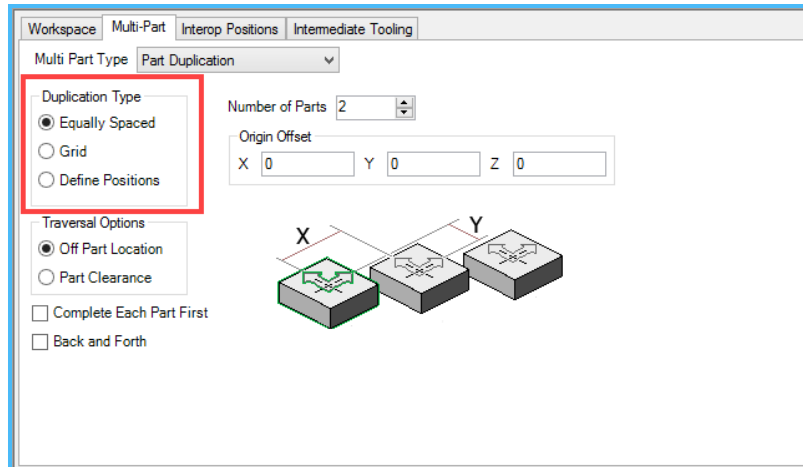 Workspace Multi-Part Interop Positions Intermediate Tooling
Multi Part Type Part Duplication
Duplication Type
Equally Spaced
Grid
Define Positions
Number of Parts 2
Origin Offset
X 0 Y 0 Z 0
Traversal Options
Off Part Location
Part Clearance
Complete Each Part First
Back and Forth
X Y